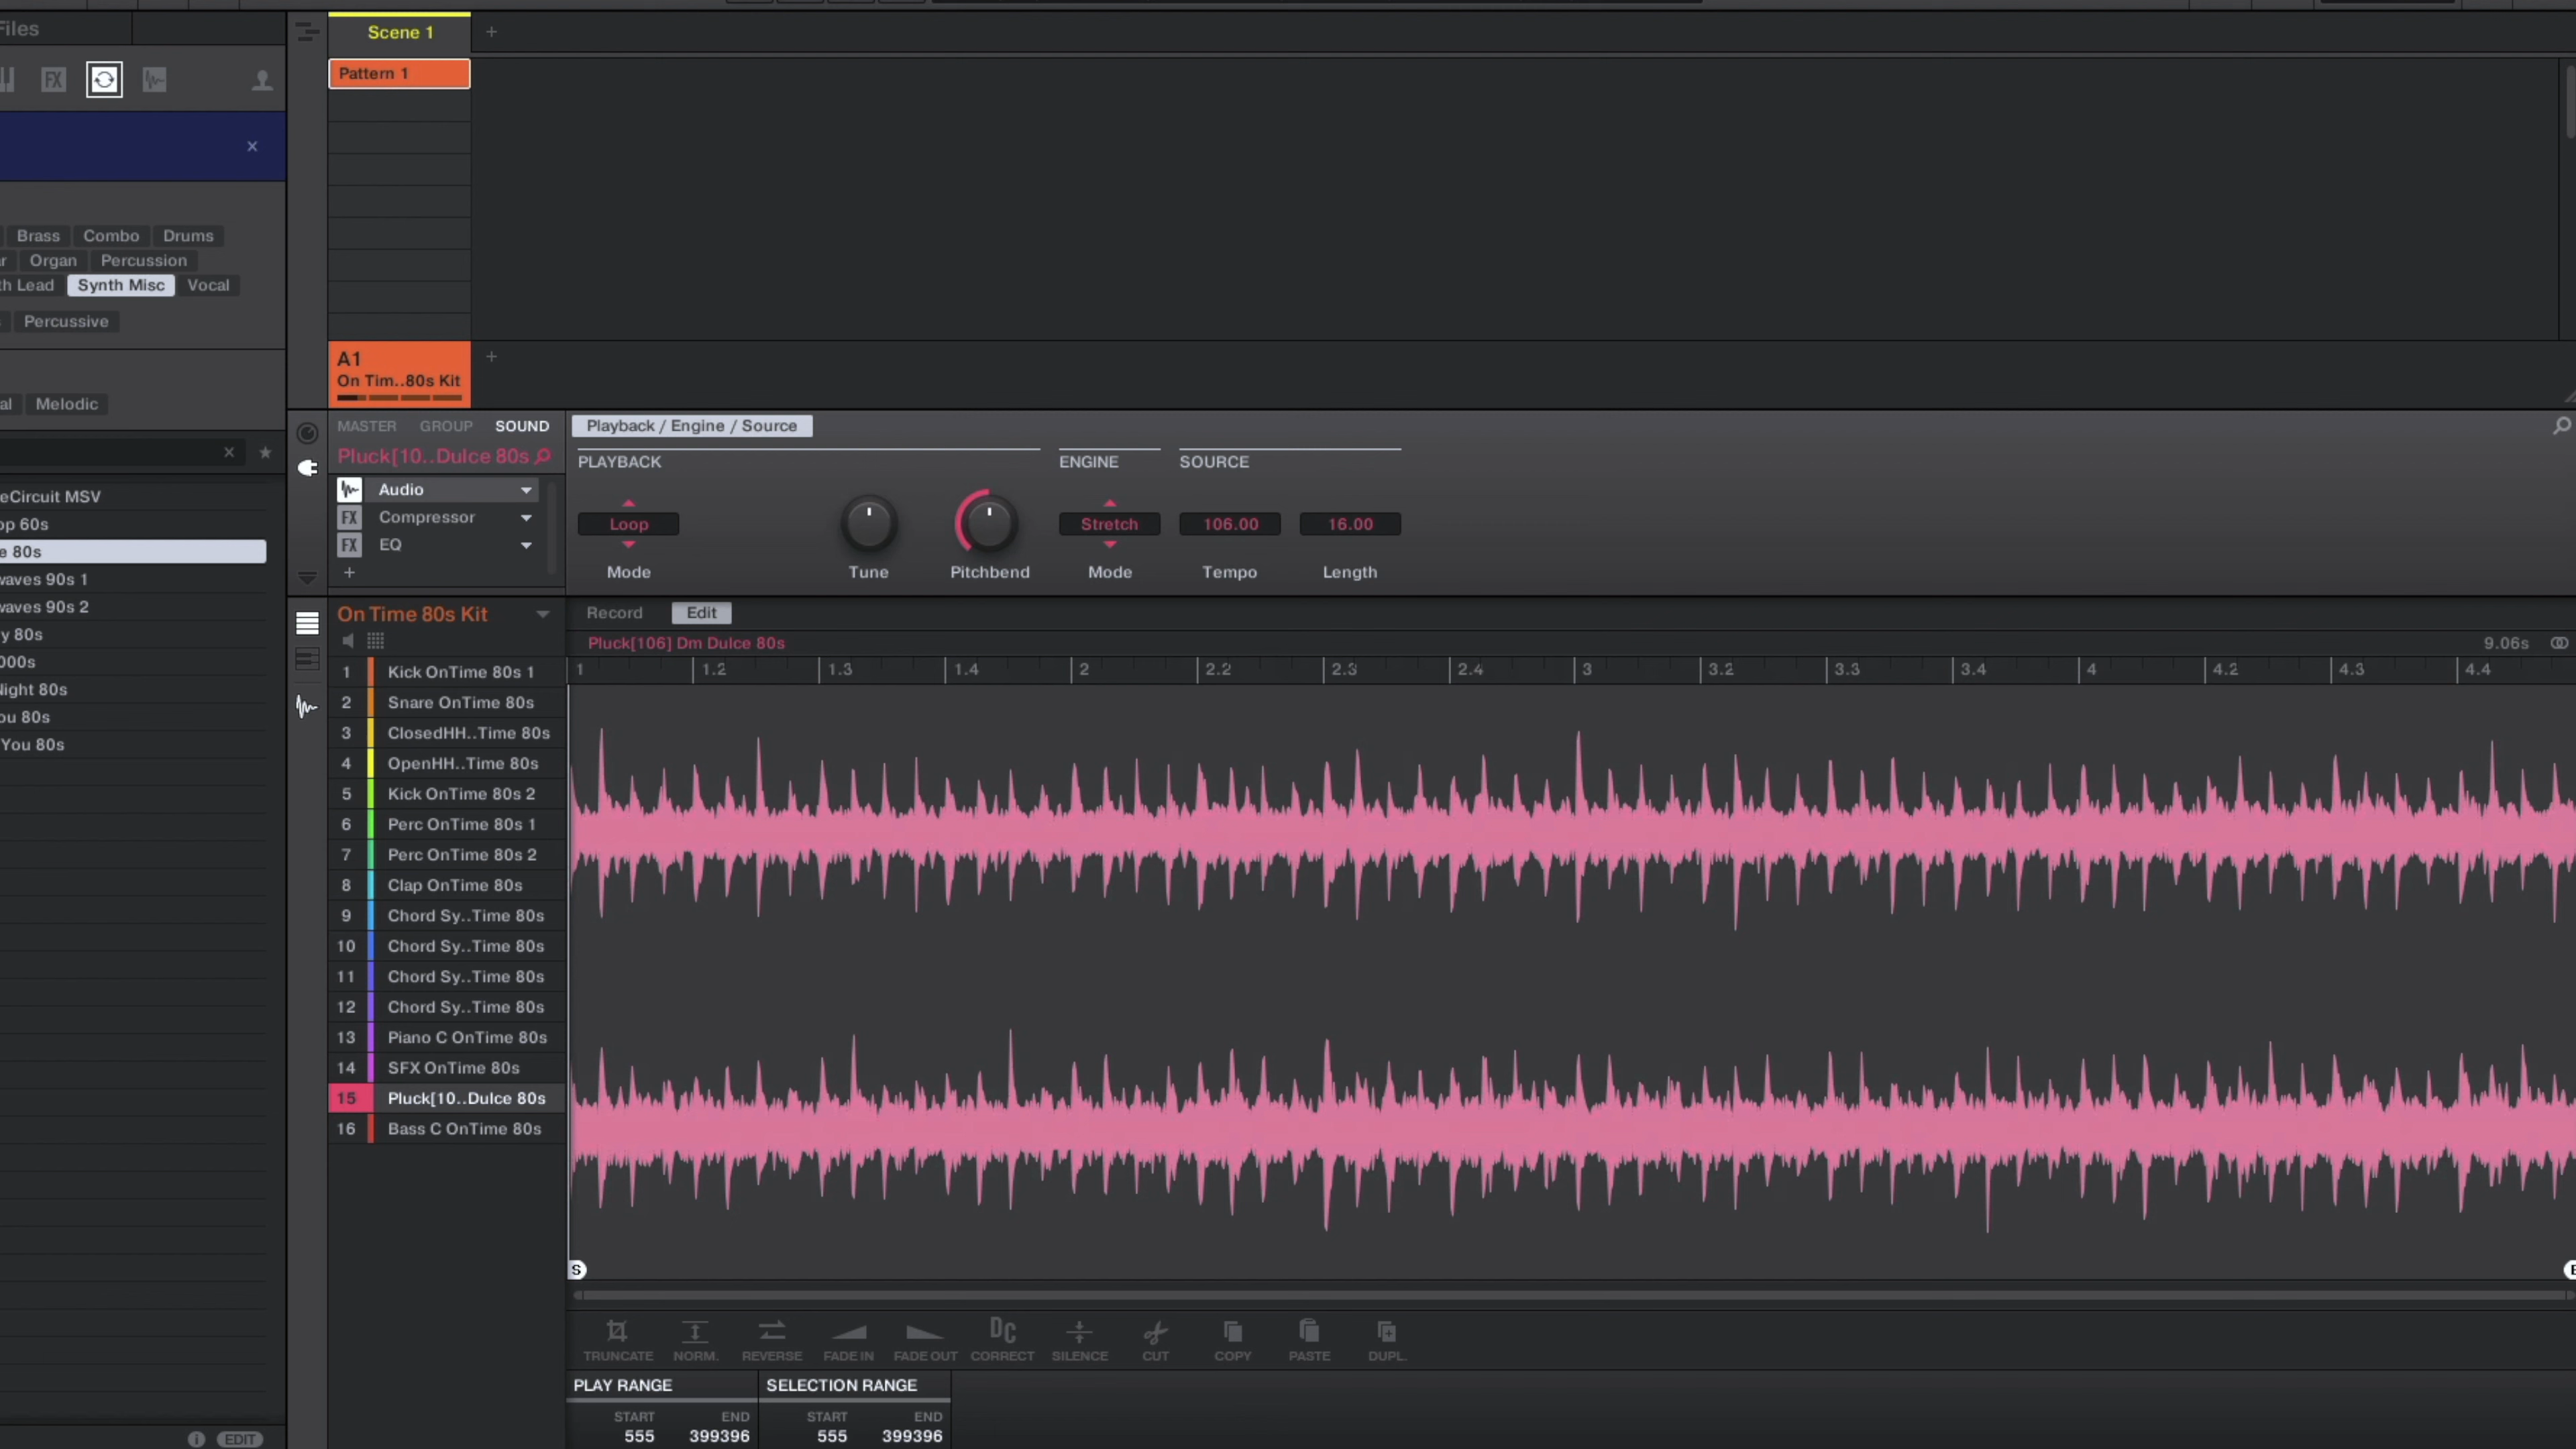 Files
Scene 1
+
Pattern 1
FX
Brass Combo Drums
Organ Percussion
Lead Synth Misc Vocal
Percussive
Melodic
A1
On Tim..80s Kit
+
MASTER GROUP SOUND
Pluck[10..Dulce 80s
Audio
FX Compressor
FX EQ
+
Playback / Engine / Source
PLAYBACK ENGINE SOURCE
Loop Stretch 106.00 16.00
Mode Tune Pitchbend Mode Tempo Length
eCircuit MSV
op 60s
e 80s
waves 90s 1
waves 90s 2
y 80s
000s
Night 80s
ou 80s
You 80s
EDIT
On Time 80s Kit
1 Kick OnTime 80s 1
2 Snare OnTime 80s
3 ClosedHH..Time 80s
4 OpenHH..Time 80s
5 Kick OnTime 80s 2
6 Perc OnTime 80s 1
7 Perc OnTime 80s 2
8 Clap OnTime 80s
9 Chord Sy..Time 80s
10 Chord Sy..Time 80s
11 Chord Sy..Time 80s
12 Chord Sy..Time 80s
13 Piano C OnTime 80s
14 SFX OnTime 80s
15 Pluck[10..Dulce 80s
16 Bass C OnTime 80s
Record Edit
Pluck[106] Dm Dulce 80s 9.06s
1 1.2 1.3 1.4 2 2.2 2.3 2.4 3 3.2 3.3 3.4 4 4.2 4.3 4.4
S
DC
TRUNCATE NORM. REVERSE FADE IN FADE OUT CORRECT SILENCE CUT COPY PASTE DUPL.
PLAY RANGE SELECTION RANGE
START END START END
555 399396 555 399396